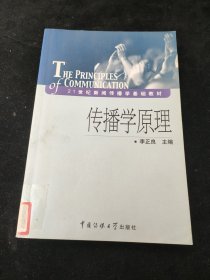 THE PRINCIPLES
of COMMUNICATION
21世纪新闻传播学基础教材
传播学原理
•李正良 主编
中国传媒大学出版社